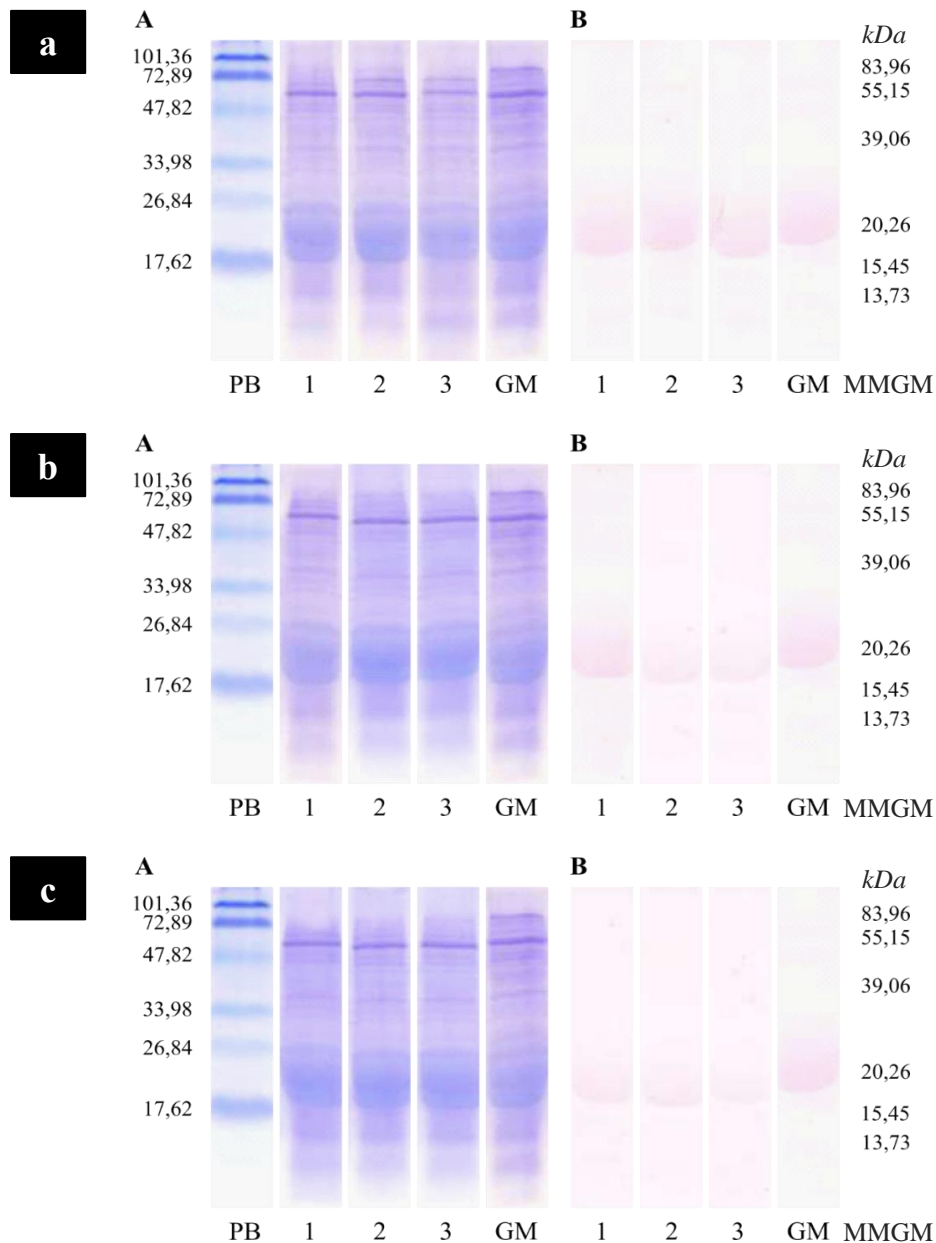 a
A
B
kDa
101,36
72,89
47,82
33,98
26,84
17,62
83,96
55,15
39,06
20,26
15,45
13,73
PB 1 2 3 GM 1 2 3 GM MMGM
b
A
B
kDa
101,36
72,89
47,82
33,98
26,84
17,62
83,96
55,15
39,06
20,26
15,45
13,73
PB 1 2 3 GM 1 2 3 GM MMGM
c
A
B
kDa
101,36
72,89
47,82
33,98
26,84
17,62
83,96
55,15
39,06
20,26
15,45
13,73
PB 1 2 3 GM 1 2 3 GM MMGM